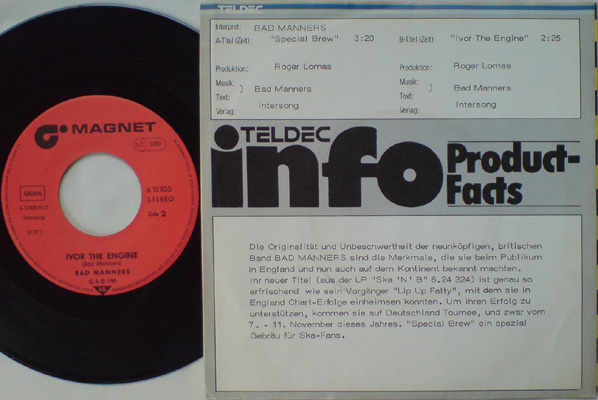 MAGNET
LC 3380
GEMA
Intersong
A 12 835
STEREO
Side 2
IVOR THE ENGINE
(Bad Manners)
BAD MANNERS
TELDEC
Interpret: BAD MANNERS
A-Titel (Zeit): "Special Brew" 3:20 B-Titel (Zeit): "Ivor The Engine" 2:25
Produktion: Roger Lomas Produktion: Roger Lomas
Musik: Musik:
) Bad Manners ) Bad Manners
Text: Text:
Verlag: Intersong Verlag: Intersong
TELDEC
info Product-
Facts
Die Originalität und Unbeschwertheit der neunköpfigen, britischen
Band BAD MANNERS sind die Merkmale, die sie beim Publikum
in England und nun auch auf dem Kontinent bekannt machten.
Ihr neuer Titel (aus der LP "Ska 'N' B" 6.24 324) ist genau so
erfrischend wie sein Vorgänger "Lip Up Fatty", mit dem sie in
England Chart-Erfolge einheimsen konnten. Um ihren Erfolg zu
unterstützen, kommen sie auf Deutschland Tournee, und zwar vom
7. - 11. November dieses Jahres. "Special Brew" ein spezial
Gebräu für Ska-Fans.